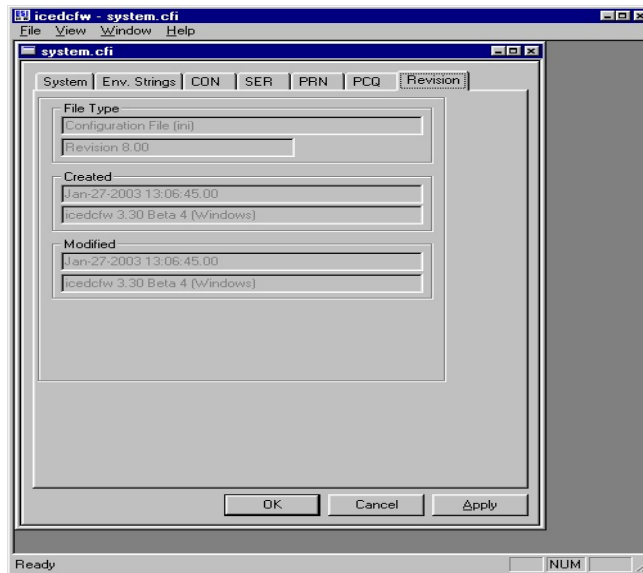 icedcfw - system.cfi
File View Window Help
system.cfi
System Env. Strings CON SER PRN PCQ Revision
File Type
Configuration File (ini)
Revision 8.00
Created
Jan-27-2003 13:06:45.00
icedcfw 3.30 Beta 4 (Windows)
Modified
Jan-27-2003 13:06:45.00
icedcfw 3.30 Beta 4 (Windows)
OK Cancel Apply
Ready NUM